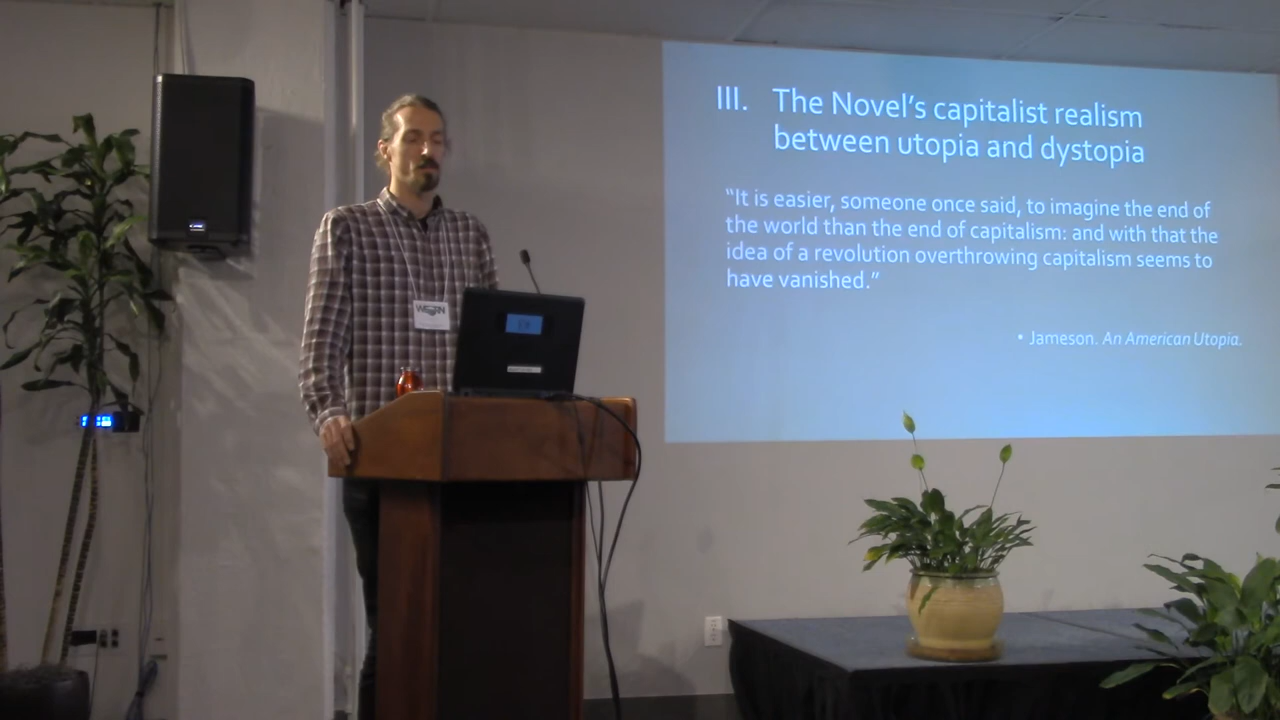 III. The Novel's capitalist realism
between utopia and dystopia
“It is easier, someone once said, to imagine the end of
the world than the end of capitalism: and with that the
idea of a revolution overthrowing capitalism seems to
have vanished.”
• Jameson. An American Utopia.